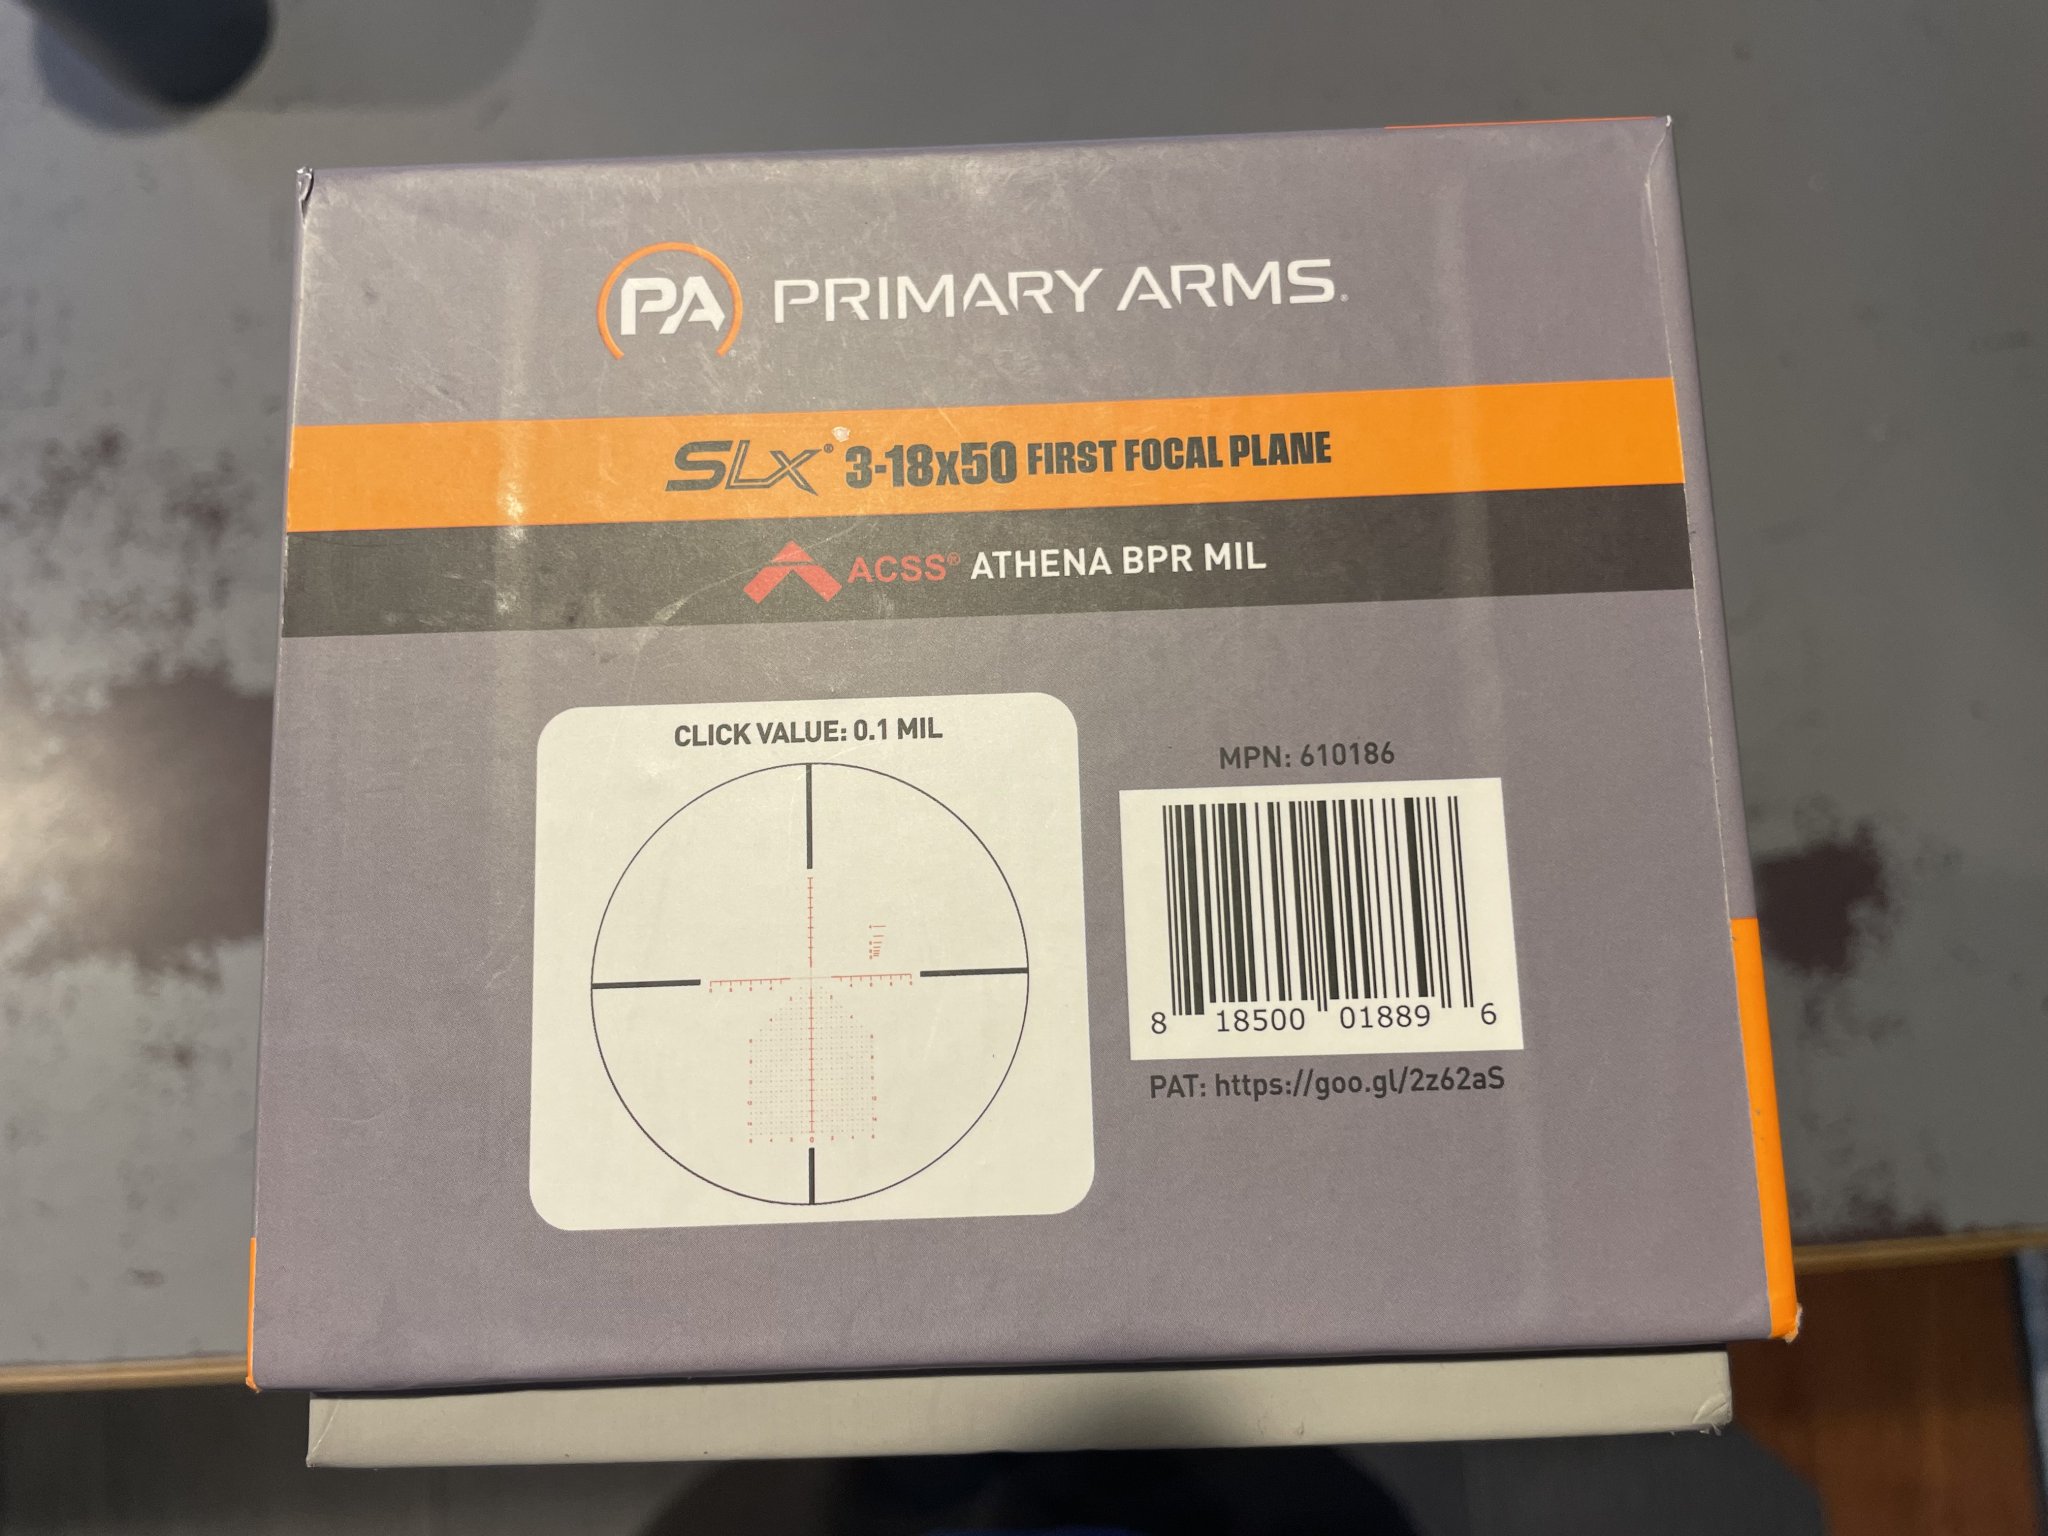 PA PRIMARY ARMS®
SLx® 3-18x50 FIRST FOCAL PLANE
ACSS® ATHENA BPR MIL
CLICK VALUE: 0.1 MIL
MPN: 610186
8 18500 01889 6
PAT: https://goo.gl/2z62aS